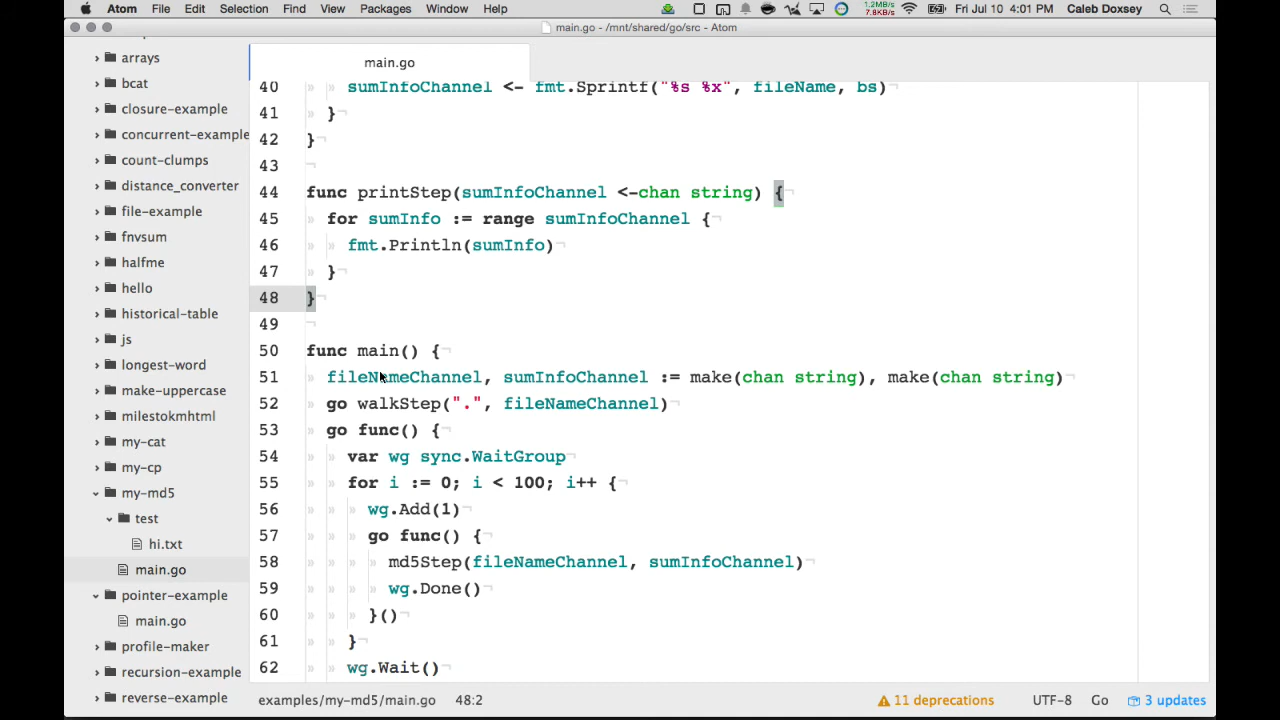 Atom File Edit Selection Find View Packages Window Help 1.2MB/s 7.8KB/s Fri Jul 10 4:01 PM Caleb Doxsey
main.go - /mnt/shared/go/src - Atom
arrays
bcat
closure-example
concurrent-example
count-clumps
distance_converter
file-example
fnvsum
halfme
hello
historical-table
js
longest-word
make-uppercase
milestokmhtml
my-cat
my-cp
my-md5
test
hi.txt
main.go
pointer-example
main.go
profile-maker
recursion-example
reverse-example
main.go
40 sumInfoChannel <- fmt.Sprintf("%s %x", fileName, bs)
41 }
42 }
43
44 func printStep(sumInfoChannel <-chan string) {
45 for sumInfo := range sumInfoChannel {
46 fmt.Println(sumInfo)
47 }
48 }
49
50 func main() {
51 fileNameChannel, sumInfoChannel := make(chan string), make(chan string)
52 go walkStep(".", fileNameChannel)
53 go func() {
54 var wg sync.WaitGroup
55 for i := 0; i < 100; i++ {
56 wg.Add(1)
57 go func() {
58 md5Step(fileNameChannel, sumInfoChannel)
59 wg.Done()
60 }()
61 }
62 wg.Wait()
examples/my-md5/main.go 48:2 11 deprecations UTF-8 Go 3 updates